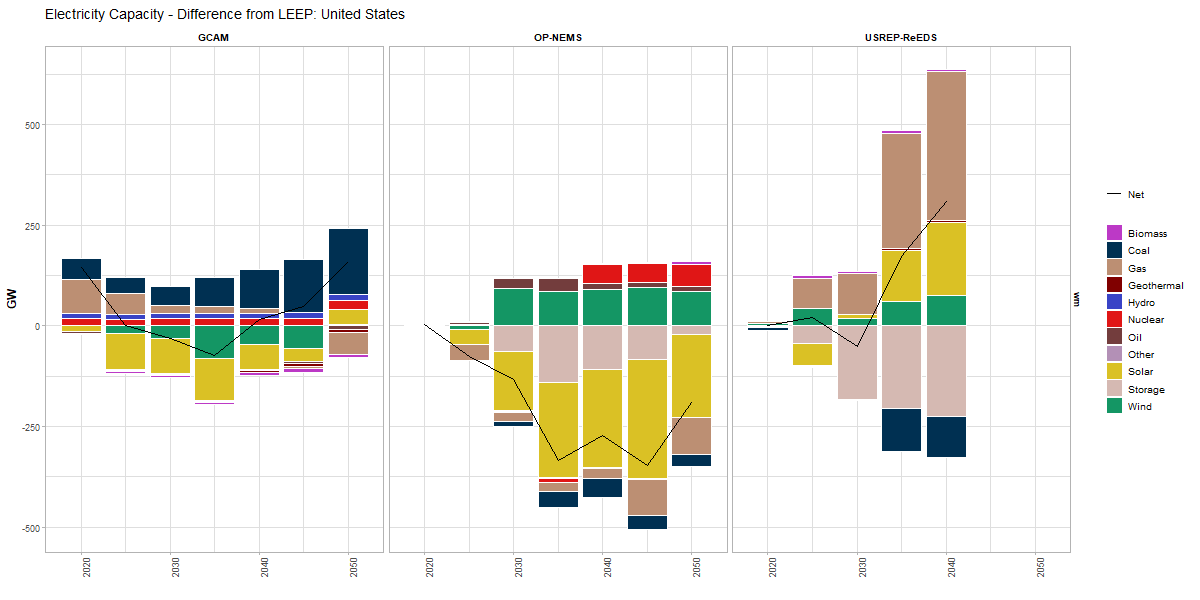 Electricity Capacity - Difference from LEEP: United States
GCAM
OP-NEMS
USREP-ReEDS
GW
500
250
0
-250
-500
2020
2030
2040
2050
2020
2030
2040
2050
2020
2030
2040
2050
wm
Net
Biomass
Coal
Gas
Geothermal
Hydro
Nuclear
Oil
Other
Solar
Storage
Wind